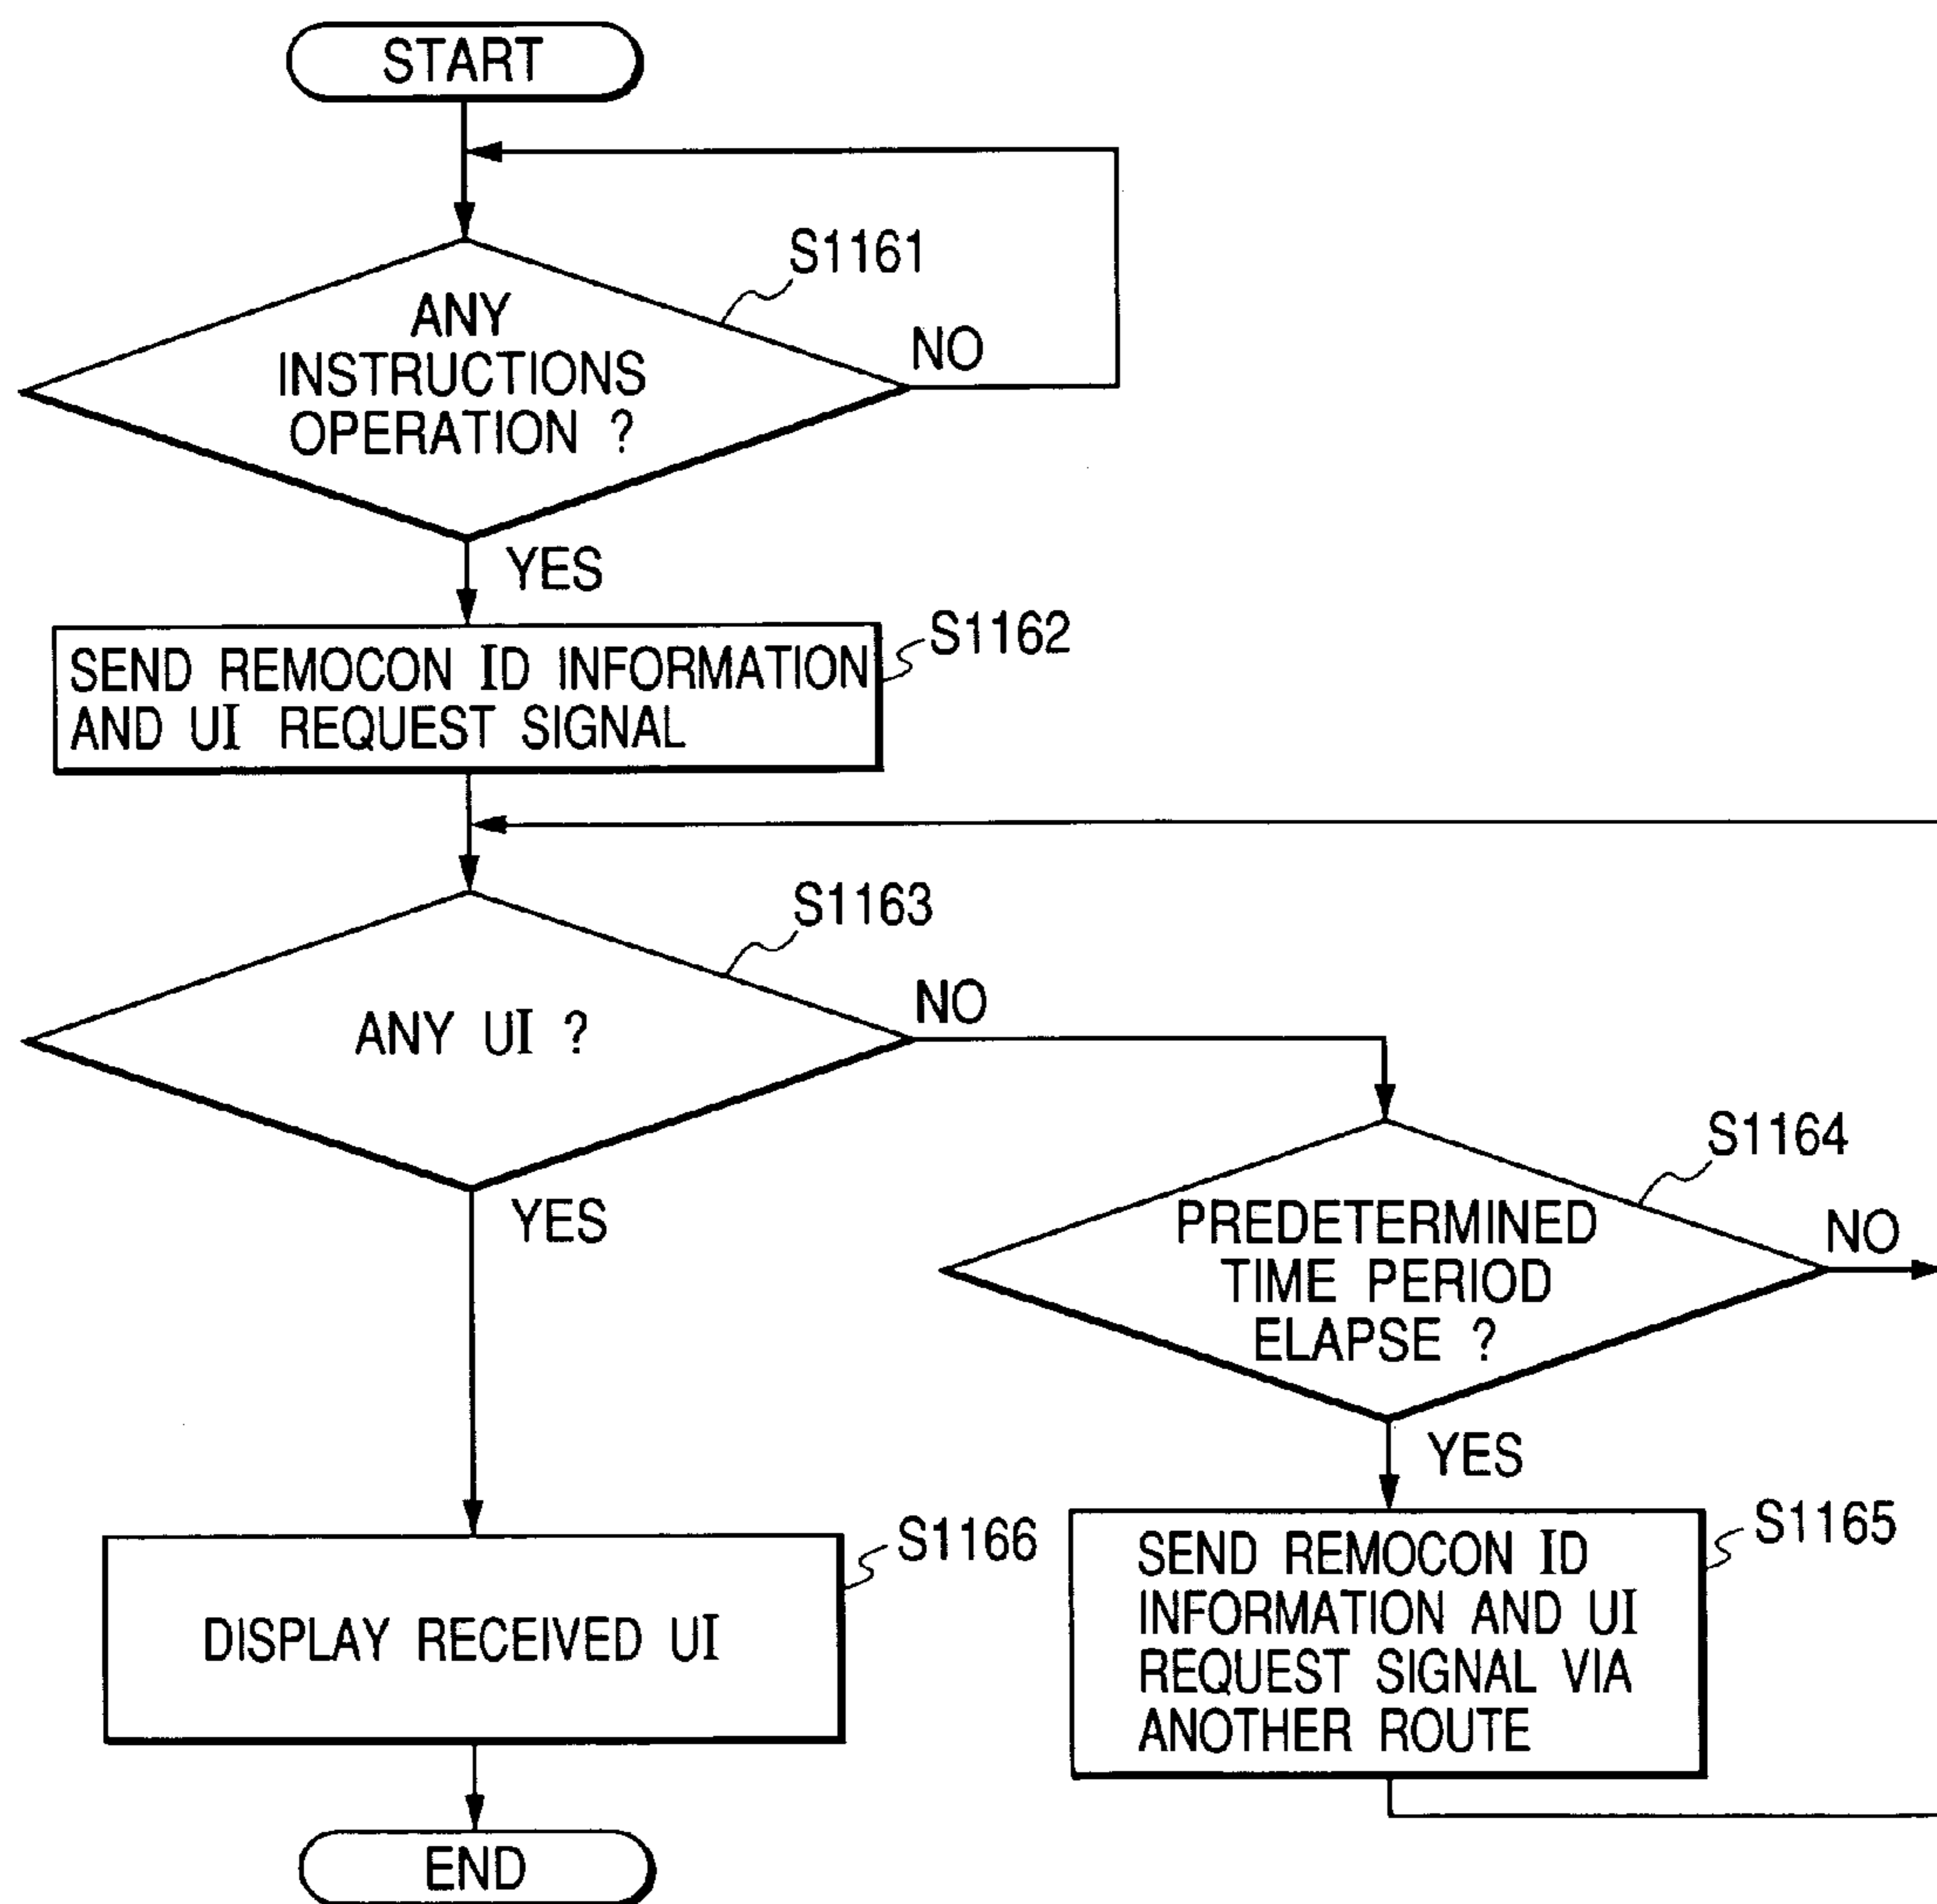 START
S1161
ANY
INSTRUCTIONS
OPERATION ?
NO
YES
S1162
SEND REMOCON ID INFORMATION
AND UI REQUEST SIGNAL
S1163
ANY UI ?
NO
YES
S1164
PREDETERMINED
TIME PERIOD
ELAPSE ?
NO
YES
S1165
SEND REMOCON ID
INFORMATION AND UI
REQUEST SIGNAL VIA
ANOTHER ROUTE
S1166
DISPLAY RECEIVED UI
END